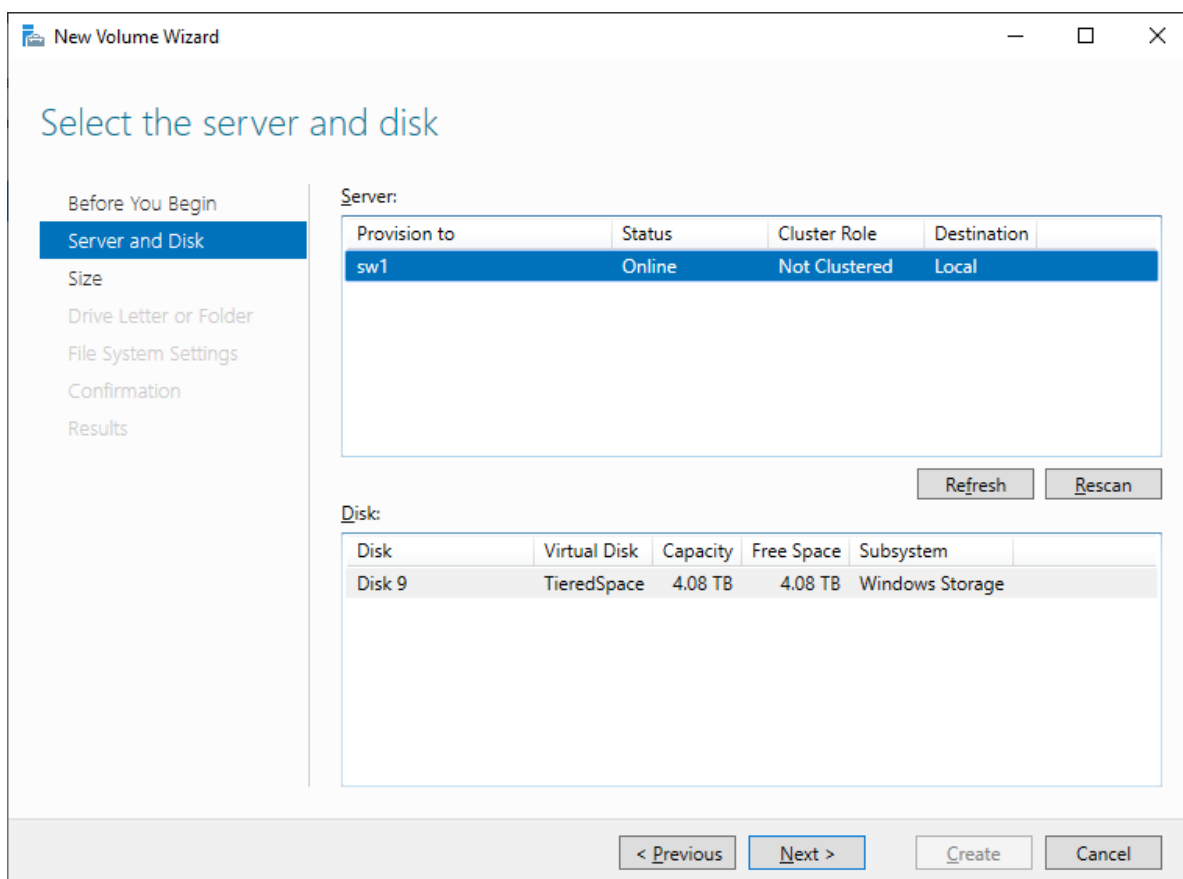 New Volume Wizard
Select the server and disk
Before You Begin
Server and Disk
Size
Drive Letter or Folder
File System Settings
Confirmation
Results
Server:
Provision to Status Cluster Role Destination
sw1 Online Not Clustered Local
Refresh Rescan
Disk:
Disk Virtual Disk Capacity Free Space Subsystem
Disk 9 TieredSpace 4.08 TB 4.08 TB Windows Storage
< Previous Next > Create Cancel